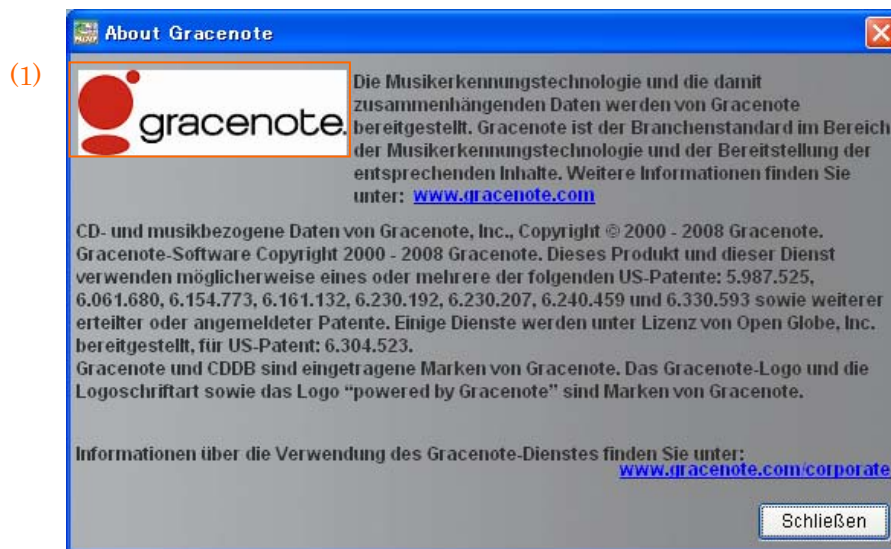 About Gracenote
(1)
gracenote.
Die Musikerkennungstechnologie und die damit
zusammenhängenden Daten werden von Gracenote
bereitgestellt. Gracenote ist der Branchenstandard im Bereich
der Musikerkennungstechnologie und der Bereitstellung der
entsprechenden Inhalte. Weitere Informationen finden Sie
unter: www.gracenote.com
CD- und musikbezogene Daten von Gracenote, Inc., Copyright © 2000 - 2008 Gracenote.
Gracenote-Software Copyright 2000 - 2008 Gracenote. Dieses Produkt und dieser Dienst
verwenden möglicherweise eines oder mehrere der folgenden US-Patente: 5.987.525,
6.061.680, 6.154.773, 6.161.132, 6.230.192, 6.230.207, 6.240.459 und 6.330.593 sowie weiterer
erteilter oder angemeldeter Patente. Einige Dienste werden unter Lizenz von Open Globe, Inc.
bereitgestellt, für US-Patent: 6.304.523.
Gracenote und CDDB sind eingetragene Marken von Gracenote. Das Gracenote-Logo und die
Logoschriftart sowie das Logo “powered by Gracenote” sind Marken von Gracenote.
Informationen über die Verwendung des Gracenote-Dienstes finden Sie unter:
www.gracenote.com/corporate
Schließen